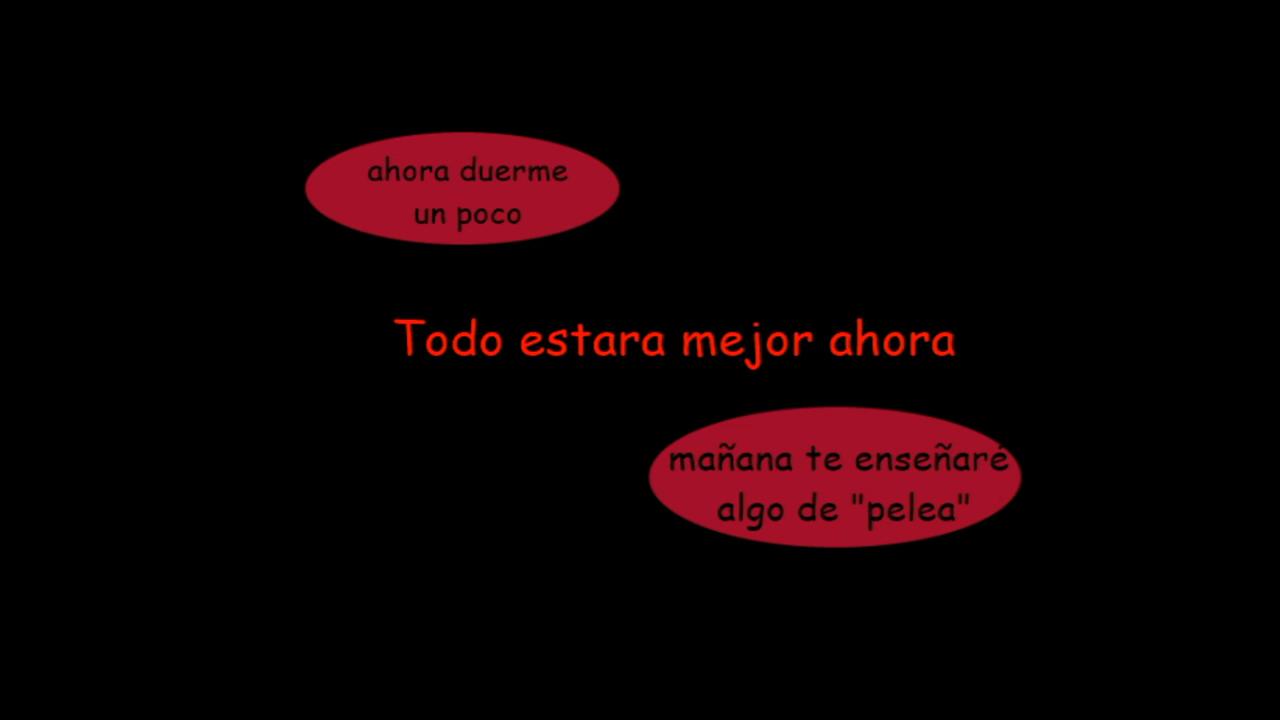 ahora duerme
un poco
Todo estara mejor ahora
mañana te enseñaré
algo de "pelea"